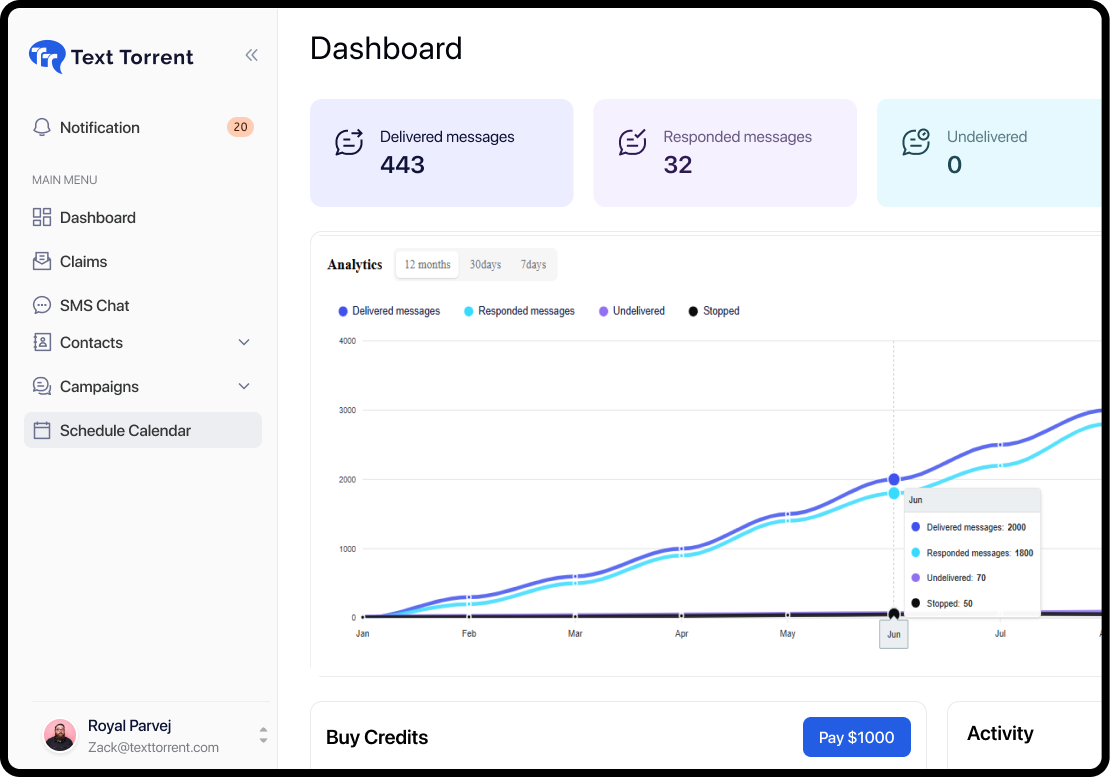 Text Torrent
Notification 20
MAIN MENU
Dashboard
Claims
SMS Chat
Contacts
Campaigns
Schedule Calendar
Royal Parvej
Zack@texttorrent.com
Dashboard
Delivered messages
443
Responded messages
32
Undelivered
0
Analytics 12 months 30days 7days
Delivered messages Responded messages Undelivered Stopped
4000
3000
2000
1000
0
Jan Feb Mar Apr May Jun Jul A
Jun
Delivered messages: 2000
Responded messages: 1800
Undelivered: 70
Stopped: 50
Buy Credits Pay $1000
Activity